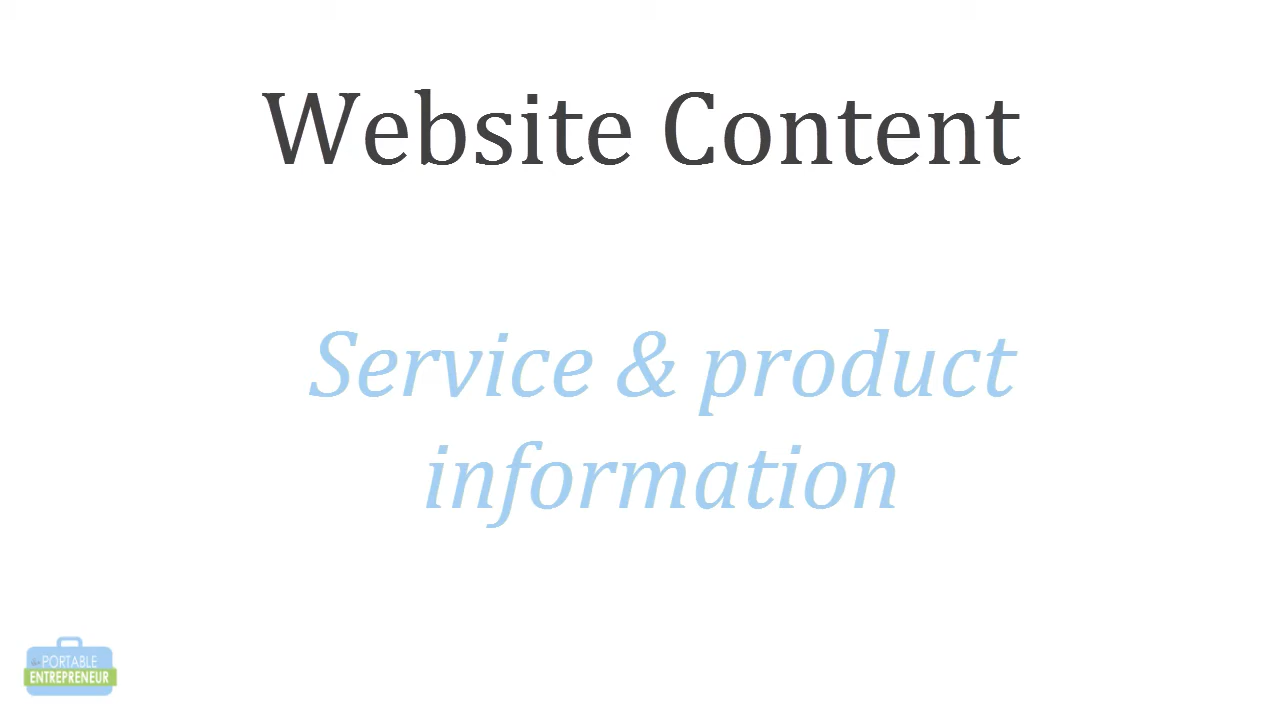 Website Content
Service & product
information
PORTABLE
ENTREPRENEUR